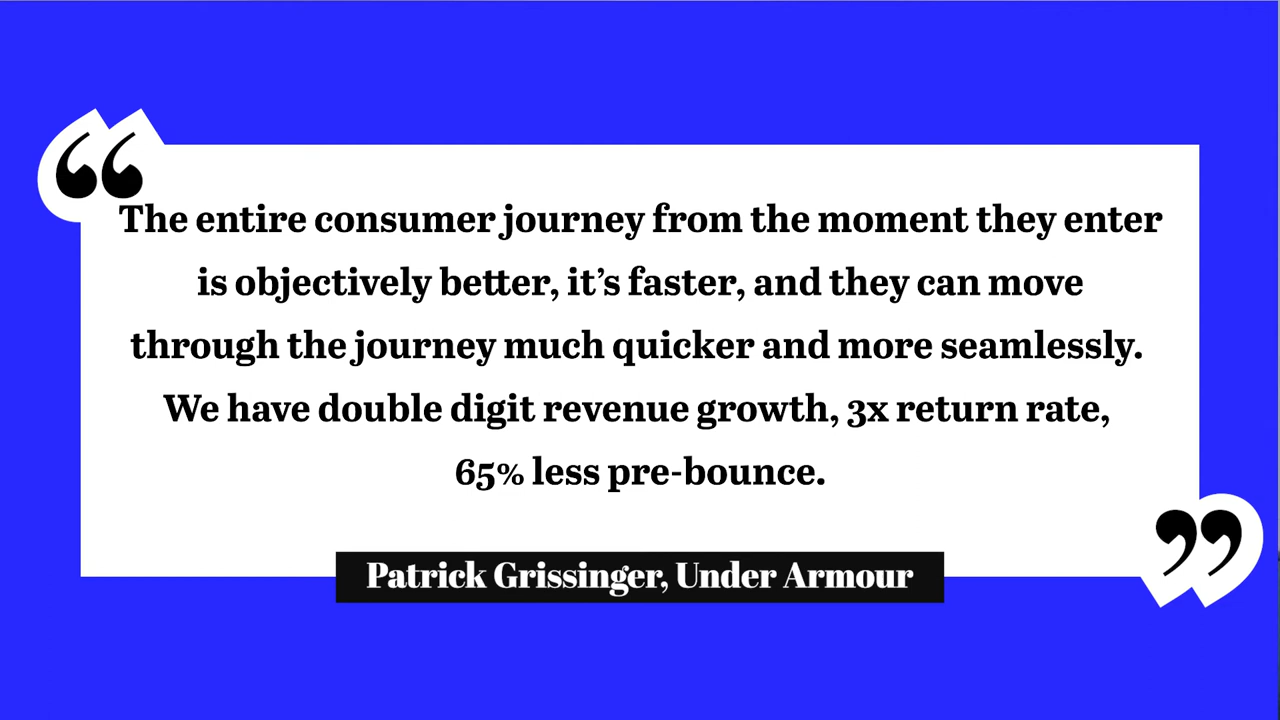 “
The entire consumer journey from the moment they enter
is objectively better, it’s faster, and they can move
through the journey much quicker and more seamlessly.
We have double digit revenue growth, 3x return rate,
65% less pre-bounce.
”
Patrick Grissinger, Under Armour